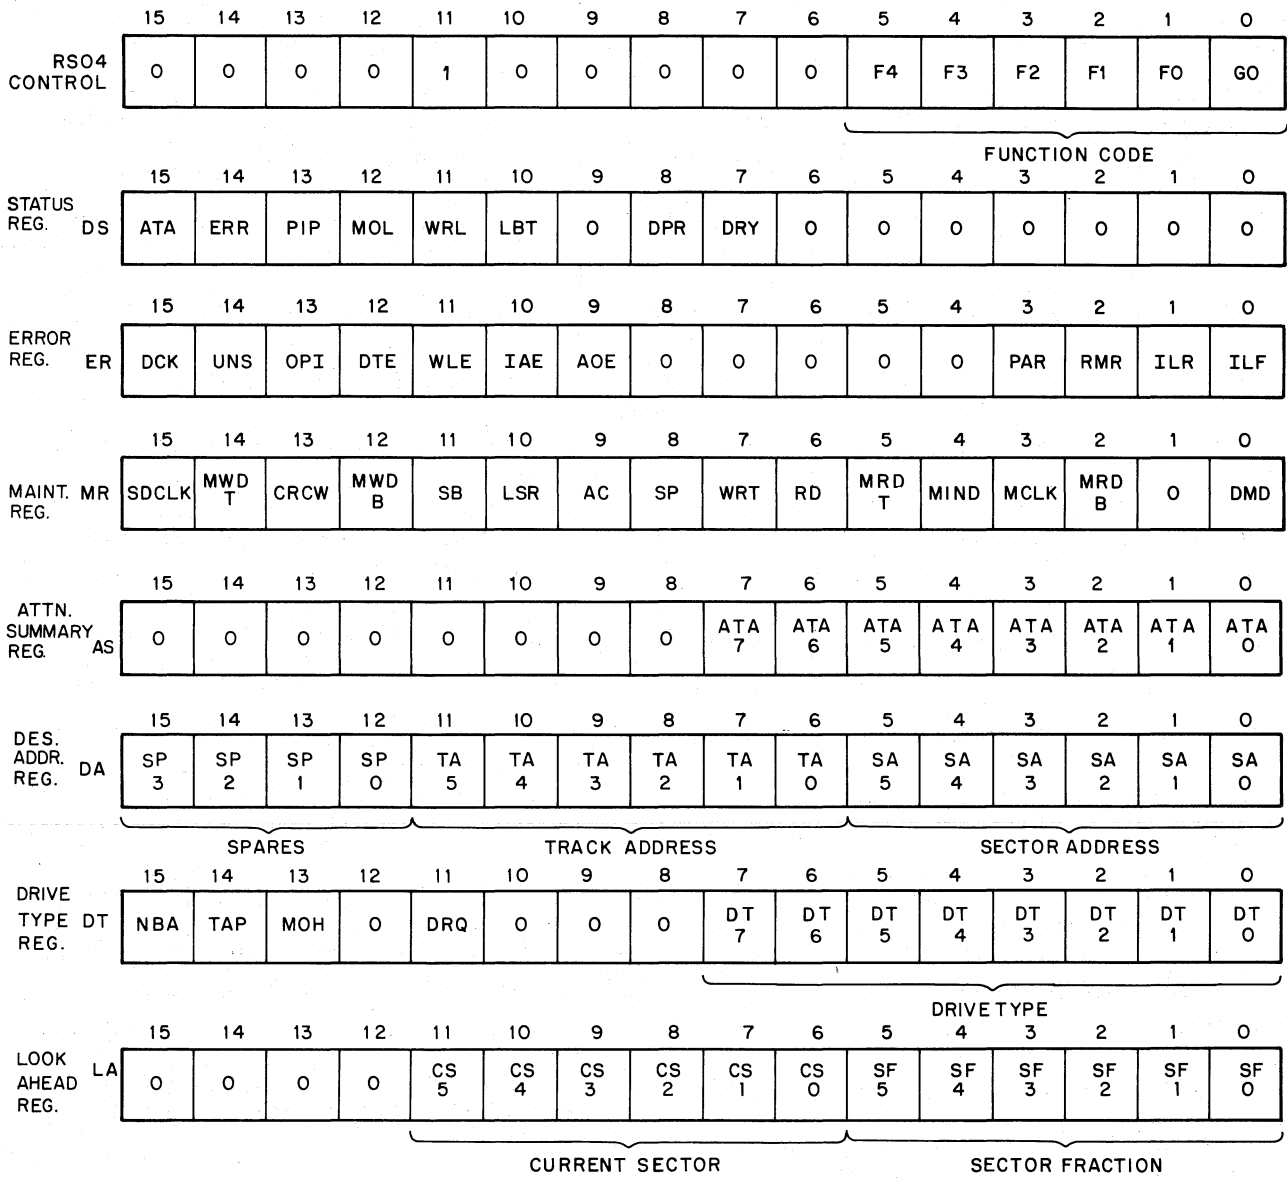 15 14 13 12 11 10 9 8 7 6 5 4 3 2 1 0
RS04 CONTROL 0 0 0 0 1 0 0 0 0 0 F4 F3 F2 F1 F0 GO
FUNCTION CODE
15 14 13 12 11 10 9 8 7 6 5 4 3 2 1 0
STATUS REG. DS ATA ERR PIP MOL WRL LBT 0 DPR DRY 0 0 0 0 0 0 0
15 14 13 12 11 10 9 8 7 6 5 4 3 2 1 0
ERROR REG. ER DCK UNS OPI DTE WLE IAE AOE 0 0 0 0 0 PAR RMR ILR ILF
15 14 13 12 11 10 9 8 7 6 5 4 3 2 1 0
MAINT. REG. MR SDCLK MWD T CRCW MWD B SB LSR AC SP WRT RD MRD T MIND MCLK MRD B 0 DMD
15 14 13 12 11 10 9 8 7 6 5 4 3 2 1 0
ATTN. SUMMARY REG. AS 0 0 0 0 0 0 0 0 ATA 7 ATA 6 ATA 5 ATA 4 ATA 3 ATA 2 ATA 1 ATA 0
15 14 13 12 11 10 9 8 7 6 5 4 3 2 1 0
DES. ADDR. REG. DA SP 3 SP 2 SP 1 SP 0 TA 5 TA 4 TA 3 TA 2 TA 1 TA 0 SA 5 SA 4 SA 3 SA 2 SA 1 SA 0
SPARES TRACK ADDRESS SECTOR ADDRESS
15 14 13 12 11 10 9 8 7 6 5 4 3 2 1 0
DRIVE TYPE REG. DT NBA TAP MOH 0 DRQ 0 0 0 DT 7 DT 6 DT 5 DT 4 DT 3 DT 2 DT 1 DT 0
DRIVE TYPE
15 14 13 12 11 10 9 8 7 6 5 4 3 2 1 0
LOOK AHEAD REG. LA 0 0 0 0 CS 5 CS 4 CS 3 CS 2 CS 1 CS 0 SF 5 SF 4 SF 3 SF 2 SF 1 SF 0
CURRENT SECTOR SECTOR FRACTION